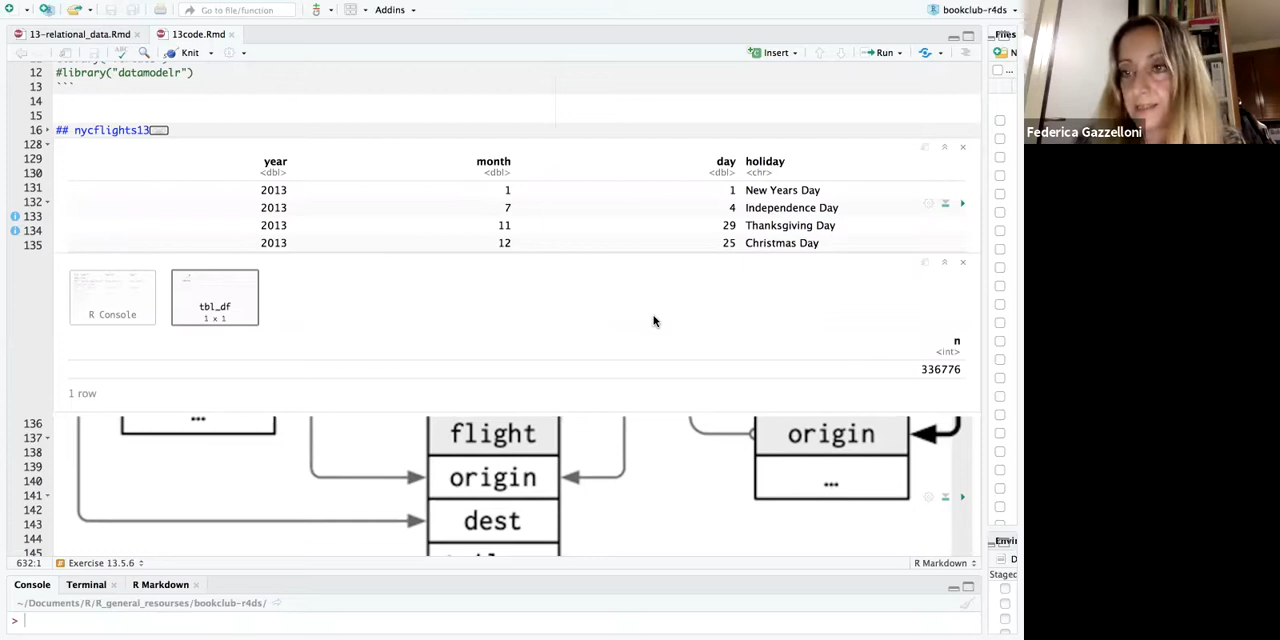 Go to file/function
Addins
bookclub-r4ds
13-relational_data.Rmd
13code.Rmd
Files
Knit
Insert
Run
N
12 #library("datamodelr")
13 ```
14
15
16 ## nycflights13
128
129 year month day holiday
130 <dbl> <dbl> <dbl> <chr>
131 2013 1 1 New Years Day
132 2013 7 4 Independence Day
133
134 2013 11 29 Thanksgiving Day
135 2013 12 25 Christmas Day
R Console
tbl_df
1 x 1
n
<int>
336776
1 row
136 ...
137 flight origin
138
139
140 origin ...
141
142 dest
143
144
145
632:1 Exercise 13.5.6 R Markdown
Envir
Console Terminal R Markdown
D
Staged
~/Documents/R/R_general_resourses/bookclub-r4ds/
>
Federica Gazzelloni